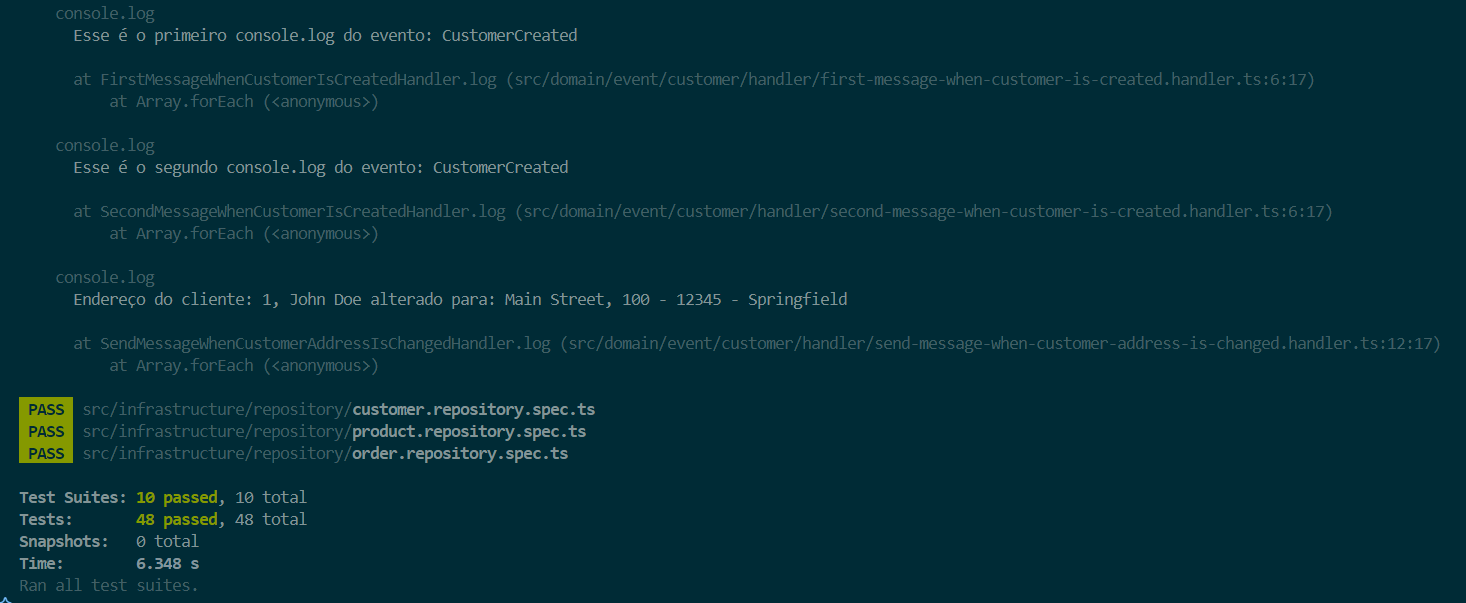 console.log
Esse é o primeiro console.log do evento: CustomerCreated
at FirstMessageWhenCustomerIsCreatedHandler.log (src/domain/event/customer/handler/first-message-when-customer-is-created.handler.ts:6:17)
at Array.forEach (<anonymous>)
console.log
Esse é o segundo console.log do evento: CustomerCreated
at SecondMessageWhenCustomerIsCreatedHandler.log (src/domain/event/customer/handler/second-message-when-customer-is-created.handler.ts:6:17)
at Array.forEach (<anonymous>)
console.log
Endereço do cliente: 1, John Doe alterado para: Main Street, 100 - 12345 - Springfield
at SendMessageWhenCustomerAddressIsChangedHandler.log (src/domain/event/customer/handler/send-message-when-customer-address-is-changed.handler.ts:12:17)
at Array.forEach (<anonymous>)
PASS src/infrastructure/repository/customer.repository.spec.ts
PASS src/infrastructure/repository/product.repository.spec.ts
PASS src/infrastructure/repository/order.repository.spec.ts
Test Suites: 10 passed, 10 total
Tests: 48 passed, 48 total
Snapshots: 0 total
Time: 6.348 s
Ran all test suites.